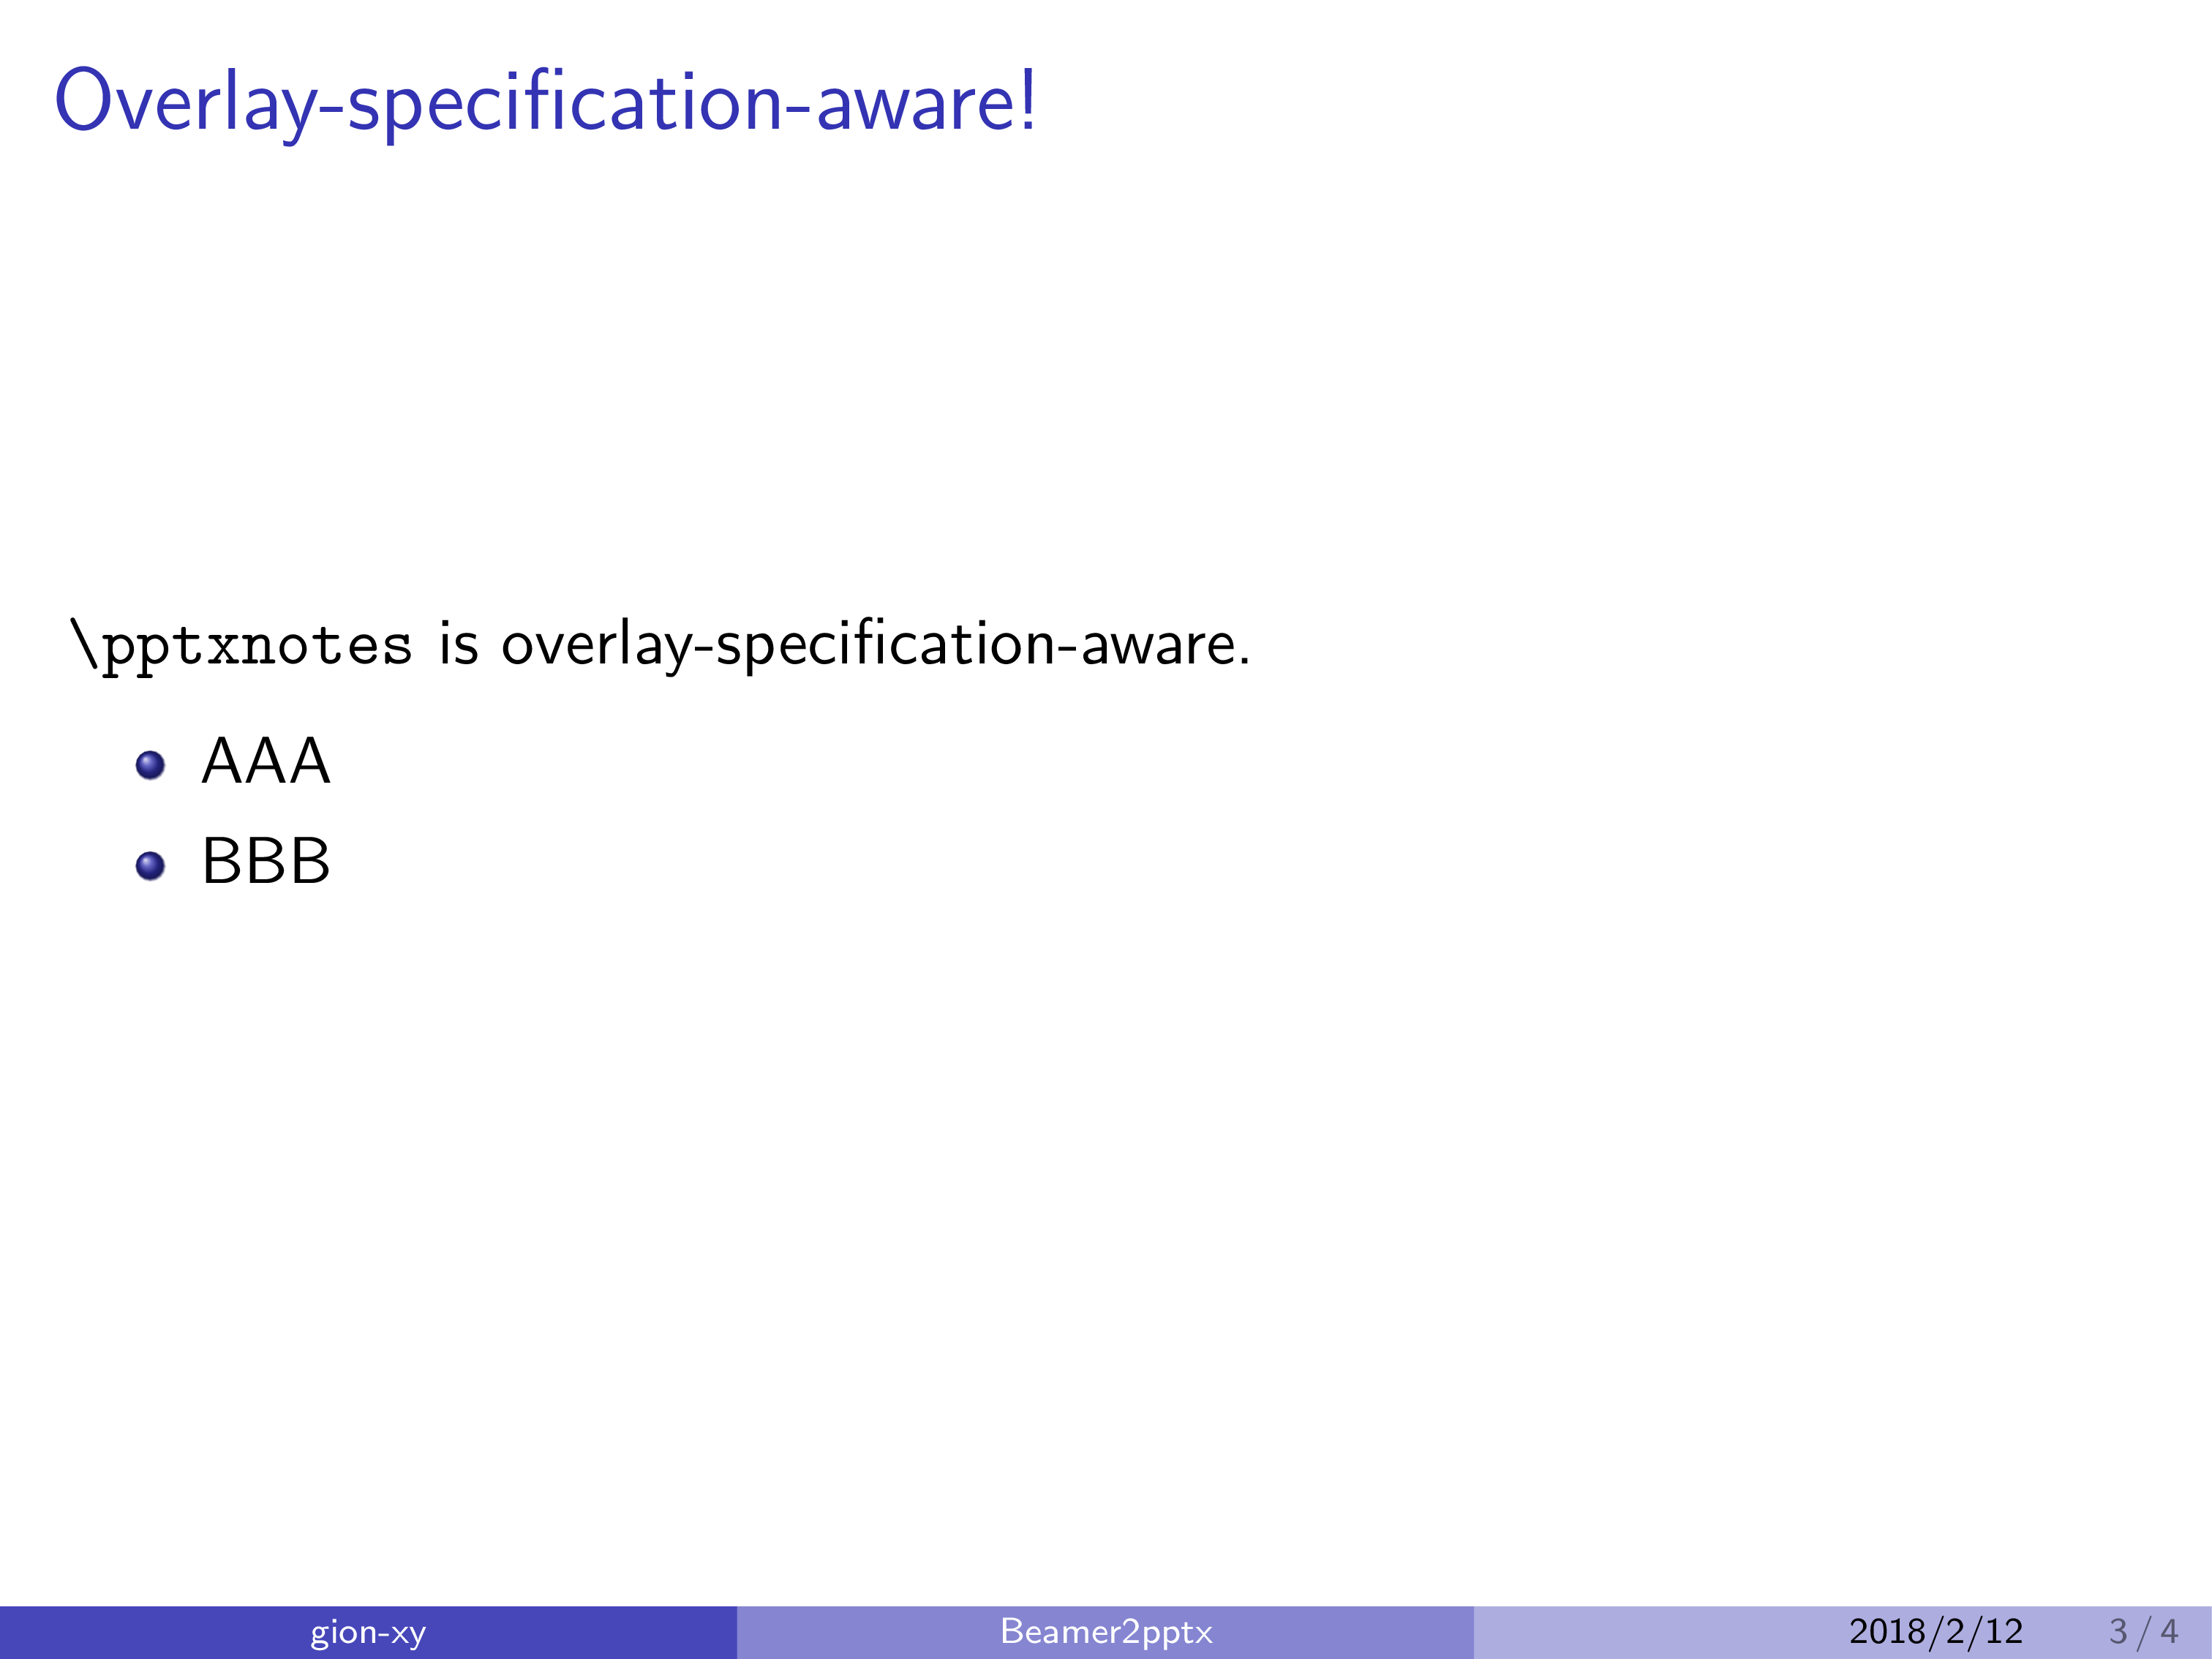 Overlay-specification-aware!
\pptxnotes is overlay-specification-aware.
AAA
BBB
gion-xy Beamer2pptx 2018/2/12 3 / 4